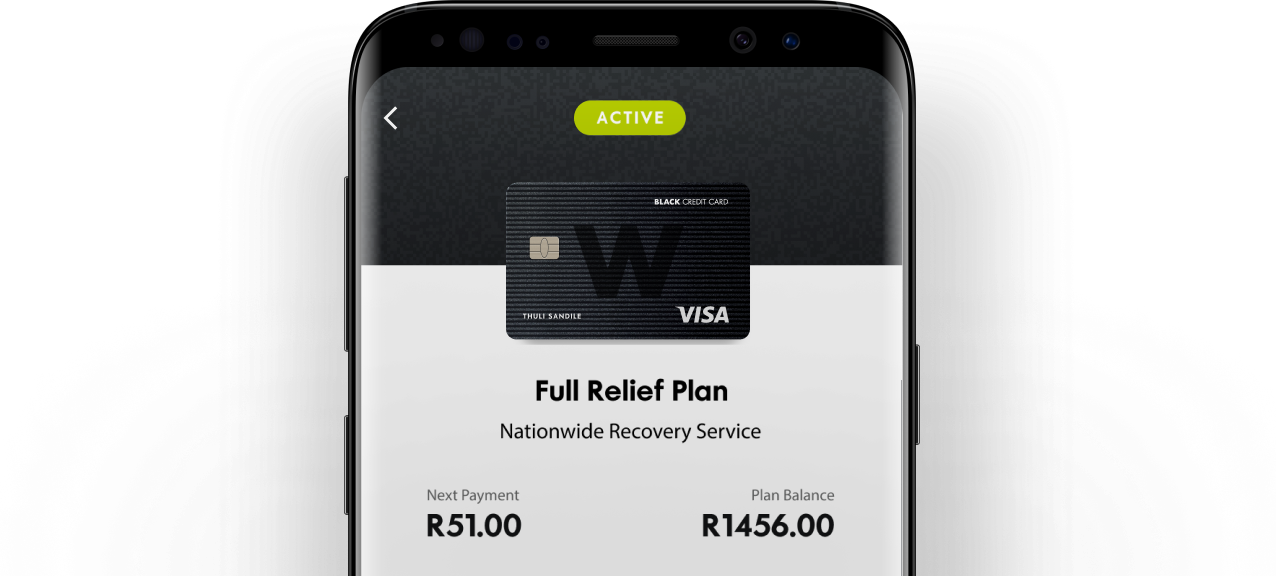 ACTIVE
BLACK CREDIT CARD
W
THULI SANDILE
VISA
Full Relief Plan
Nationwide Recovery Service
Next Payment
Plan Balance
R51.00
R1456.00